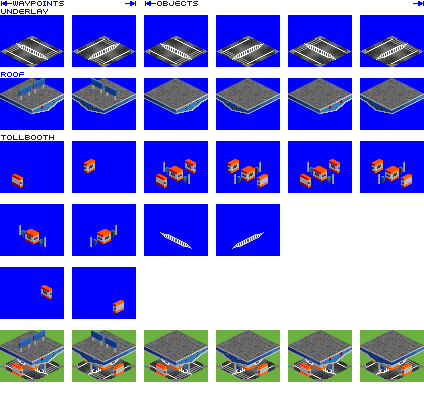 WAYPOINTS
OBJECTS
UNDERLAY
ROOF
TOLLBOOTH